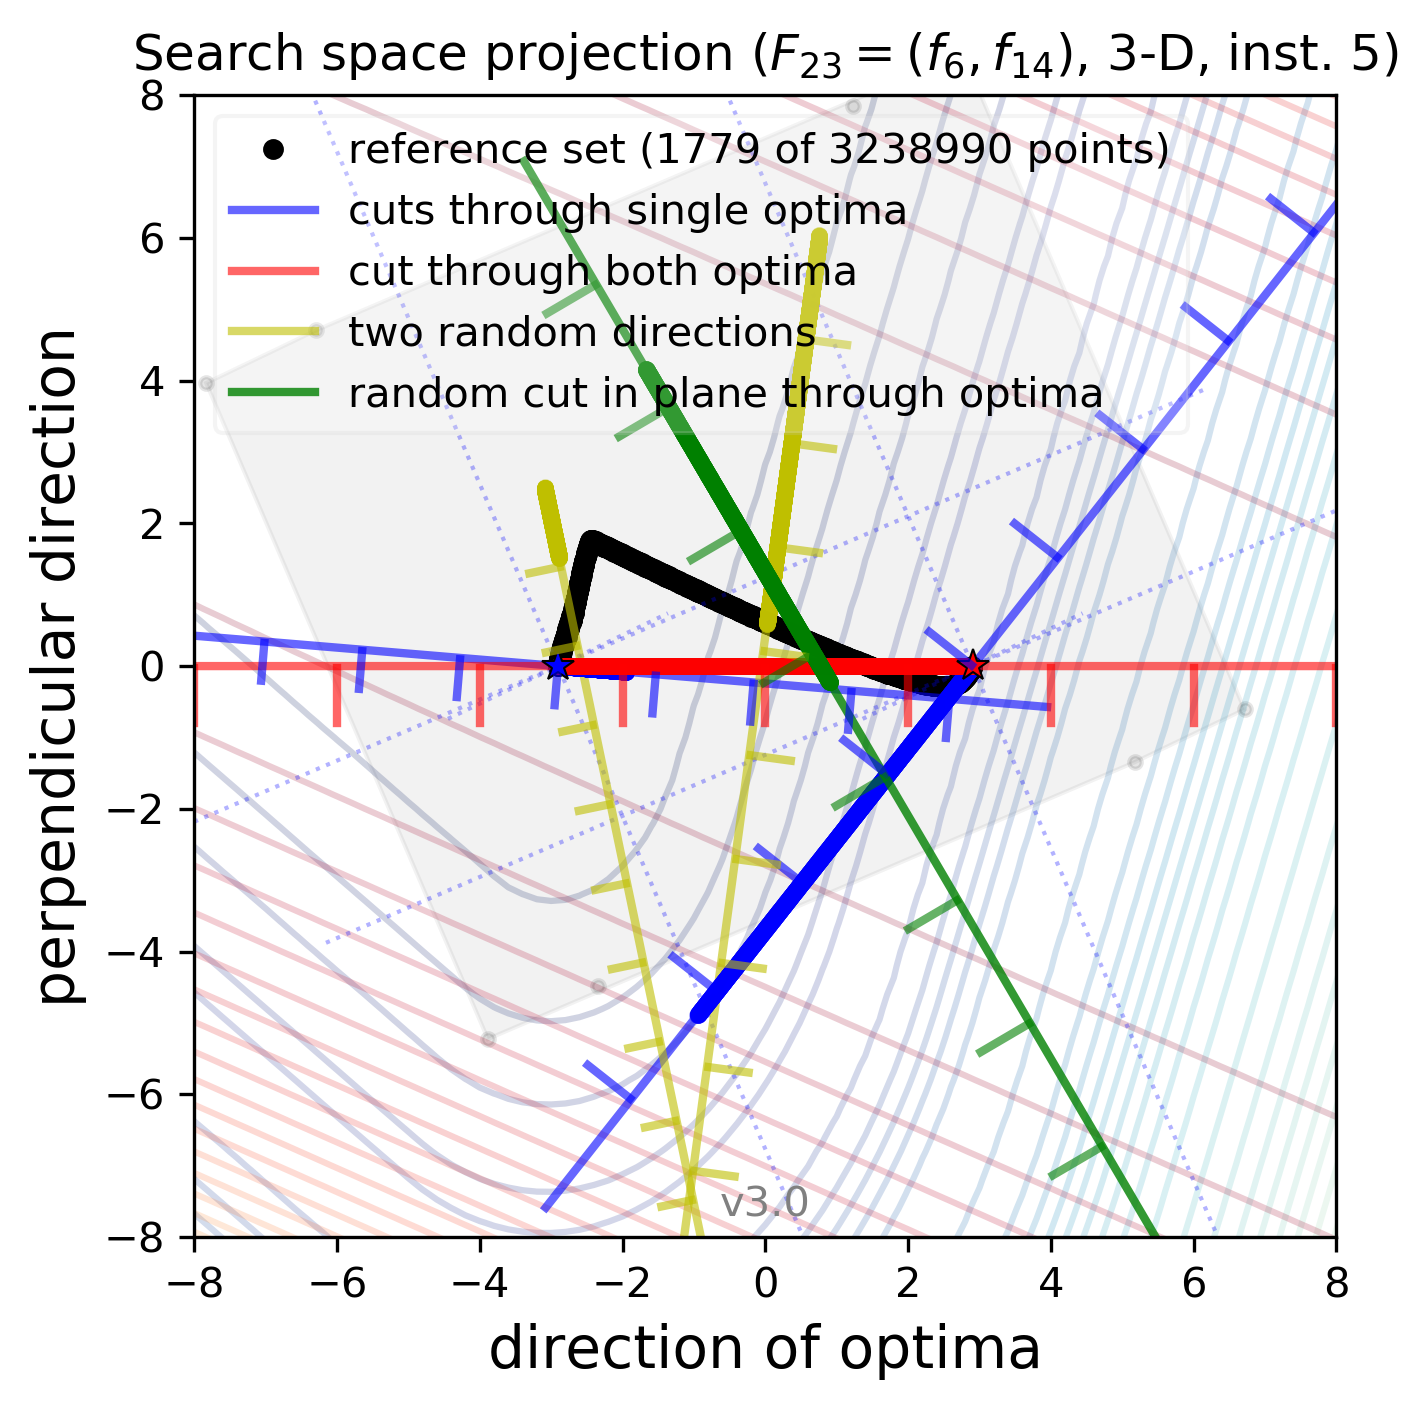 Search space projection (F23 = (f6, f14), 3-D, inst. 5)
8
6
4
2
0
−2
−4
−6
−8
perpendicular direction
reference set (1779 of 3238990 points)
cuts through single optima
cut through both optima
two random directions
random cut in plane through optima
v3.0
−8 −6 −4 −2 0 2 4 6 8
direction of optima